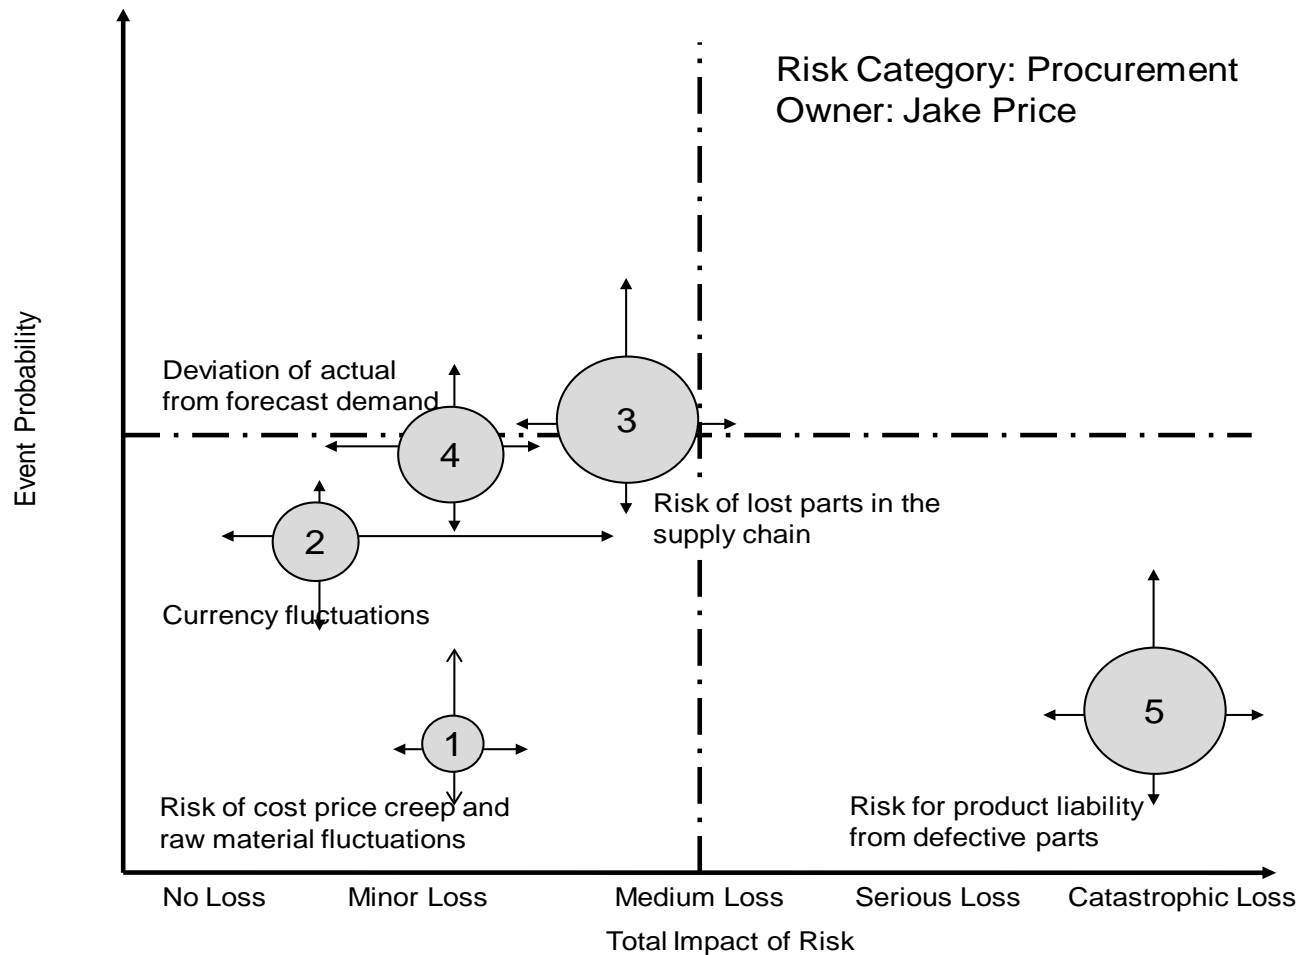 Risk Category: Procurement
Owner: Jake Price
Event Probability
Deviation of actual
from forecast demand
3
4
Risk of lost parts in the
supply chain
2
Currency fluctuations
5
1
Risk of cost price creep and
raw material fluctuations
Risk for product liability
from defective parts
No Loss
Minor Loss
Medium Loss
Serious Loss
Catastrophic Loss
Total Impact of Risk